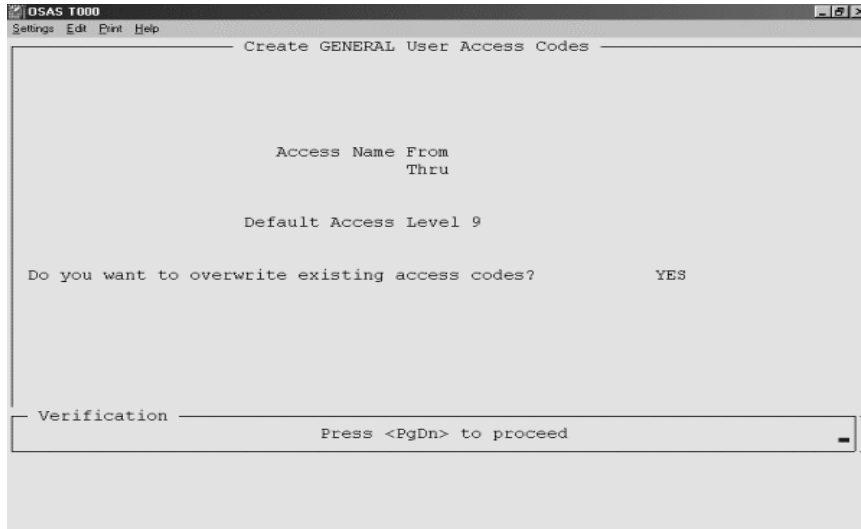 OSAS T000
Settings Edit Print Help
Create GENERAL User Access Codes
Access Name From
Thru
Default Access Level 9
Do you want to overwrite existing access codes? YES
Verification
Press <PgDn> to proceed